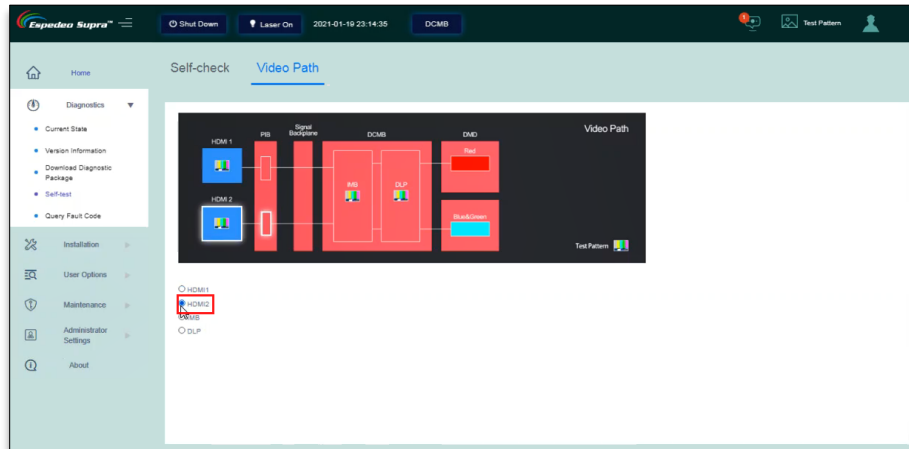 Espedeo Supra™
Shut Down
Laser On
2021-01-19 23:14:35
DCMB
1
Test Pattern
Home
Diagnostics
Current State
Version Information
Download Diagnostic
Package
Self-test
Query Fault Code
Installation
User Options
Maintenance
Administrator
Settings
About
Self-check
Video Path
HDMI 1
PIB
Signal
Backplane
DCMB
DMD
Video Path
Red
IMB
DLP
HDMI 2
Blue&Green
Test Pattern
HDMI1
HDMI2
DLP